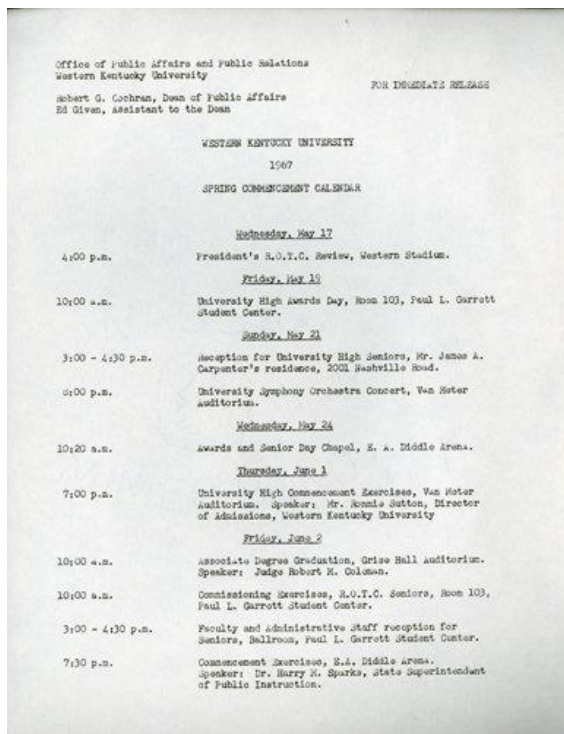 Office of Public Affairs and Public Relations
Western Kentucky University
FOR IMMEDIATE RELEASE
Robert G. Cochran, Dean of Public Affairs
Ed Given, Assistant to the Dean
WESTERN KENTUCKY UNIVERSITY
1967
SPRING COMMENCEMENT CALENDAR
Wednesday, May 17
4:00 p.m. President's R.O.T.C. Review, Western Stadium.
Friday, May 19
10:00 a.m. University High Awards Day, Room 103, Paul L. Garrett
Student Center.
Sunday, May 21
3:00 - 4:30 p.m. Reception for University High Seniors, Mr. James A.
Carpenter's residence, 2001 Nashville Road.
8:00 p.m. University Symphony Orchestra Concert, Van Meter
Auditorium.
Wednesday, May 24
10:20 a.m. Awards and Senior Day Chapel, E. A. Diddle Arena.
Thursday, June 1
7:00 p.m. University High Commencement Exercises, Van Meter
Auditorium. Speaker: Mr. Ronnie Sutton, Director
of Admissions, Western Kentucky University
Friday, June 2
10:00 a.m. Associate Degree Graduation, Grise Hall Auditorium.
Speaker: Judge Robert M. Coleman.
10:00 a.m. Commissioning Exercises, R.O.T.C. Seniors, Room 103,
Paul L. Garrett Student Center.
3:00 - 4:30 p.m. Faculty and Administrative Staff reception for
Seniors, Ballroom, Paul L. Garrett Student Center.
7:30 p.m. Commencement Exercises, E.A. Diddle Arena.
Speaker: Dr. Harry M. Sparks, State Superintendent
of Public Instruction.